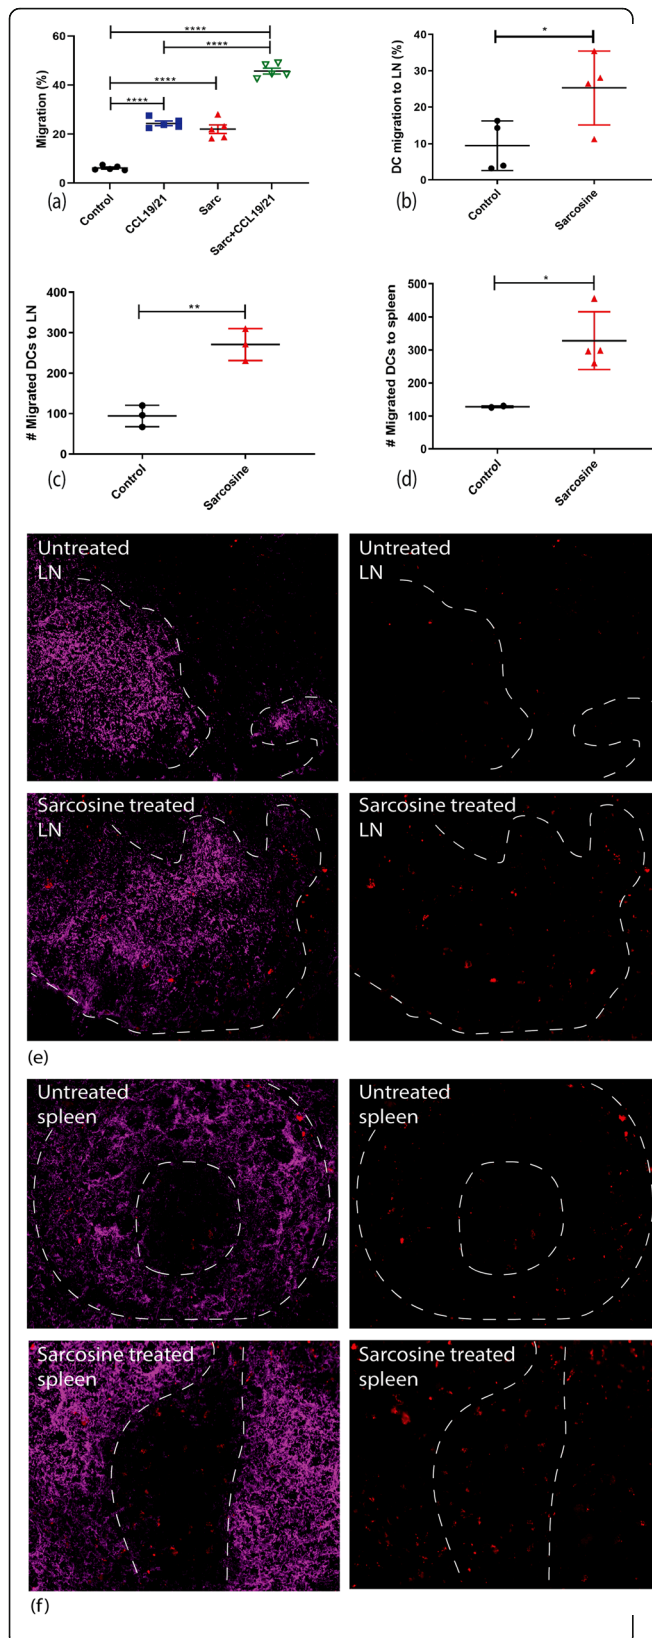 ****
****
****
****
Migration (%)
60
40
20
0
Control
CCL19/21
Sarc
Sarc+CCL19/21
(a)
*
DC migration to LN (%)
40
30
20
10
0
Control
Sarcosine
(b)
**
# Migrated DCs to LN
400
300
200
100
0
Control
Sarcosine
(c)
*
# Migrated DCs to spleen
500
400
300
200
100
0
Control
Sarcosine
(d)
Untreated
LN
Untreated
LN
Sarcosine treated
LN
Sarcosine treated
LN
(e)
Untreated
spleen
Untreated
spleen
Sarcosine treated
spleen
Sarcosine treated
spleen
(f)